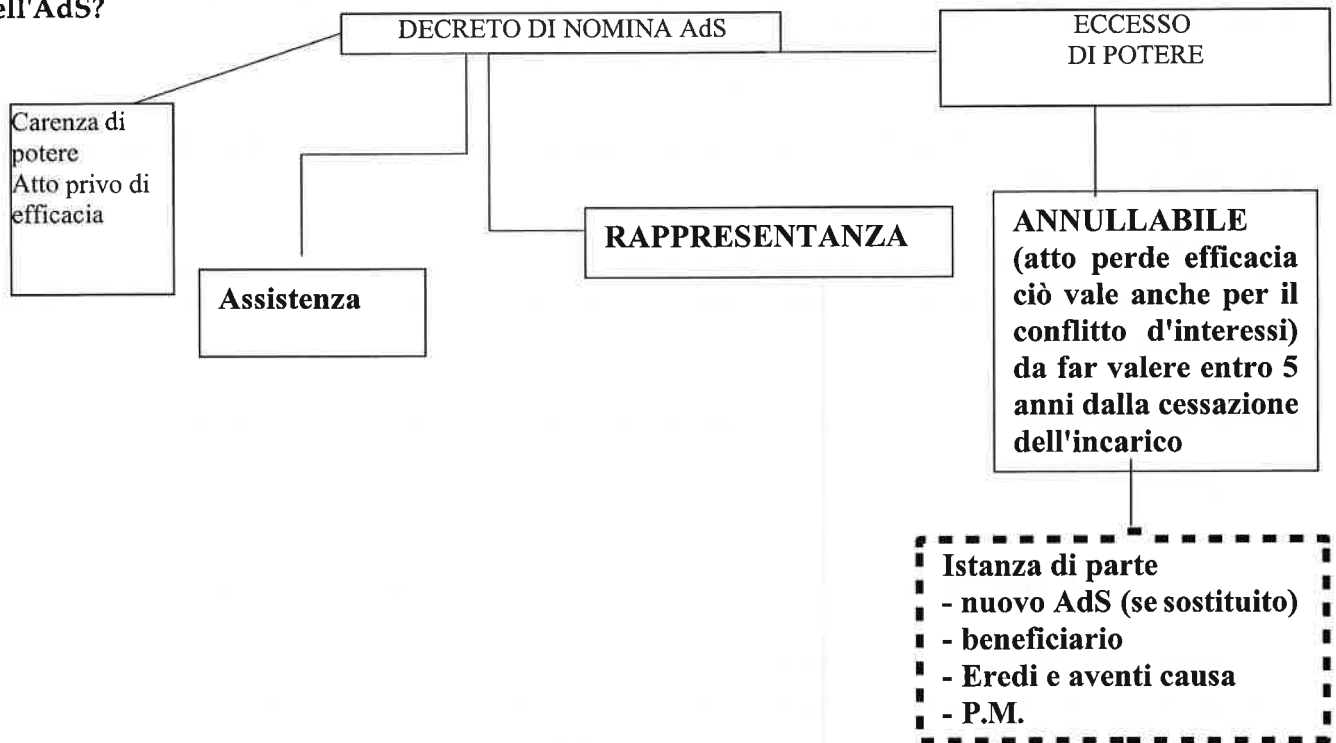 ell'AdS?
DECRETO DI NOMINA AdS
ECCESSO
DI POTERE
Carenza di
potere
Atto privo di
efficacia
Assistenza
RAPPRESENTANZA
ANNULLABILE
(atto perde efficacia
ciò vale anche per il
conflitto d'interessi)
da far valere entro 5
anni dalla cessazione
dell'incarico
Istanza di parte
- nuovo AdS (se sostituito)
- beneficiario
- Eredi e aventi causa
- P.M.